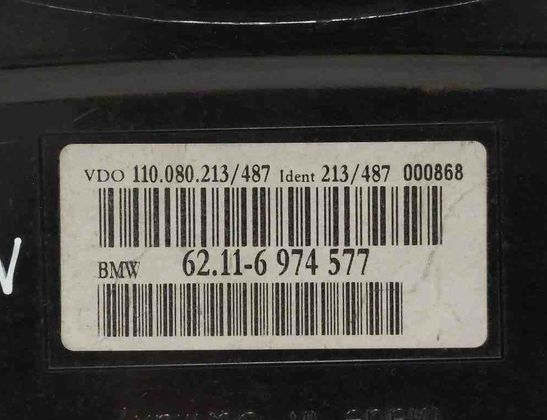 VDO 110.080.213/487 Ident 213/487 000868
BMW 62.11-6 974 577